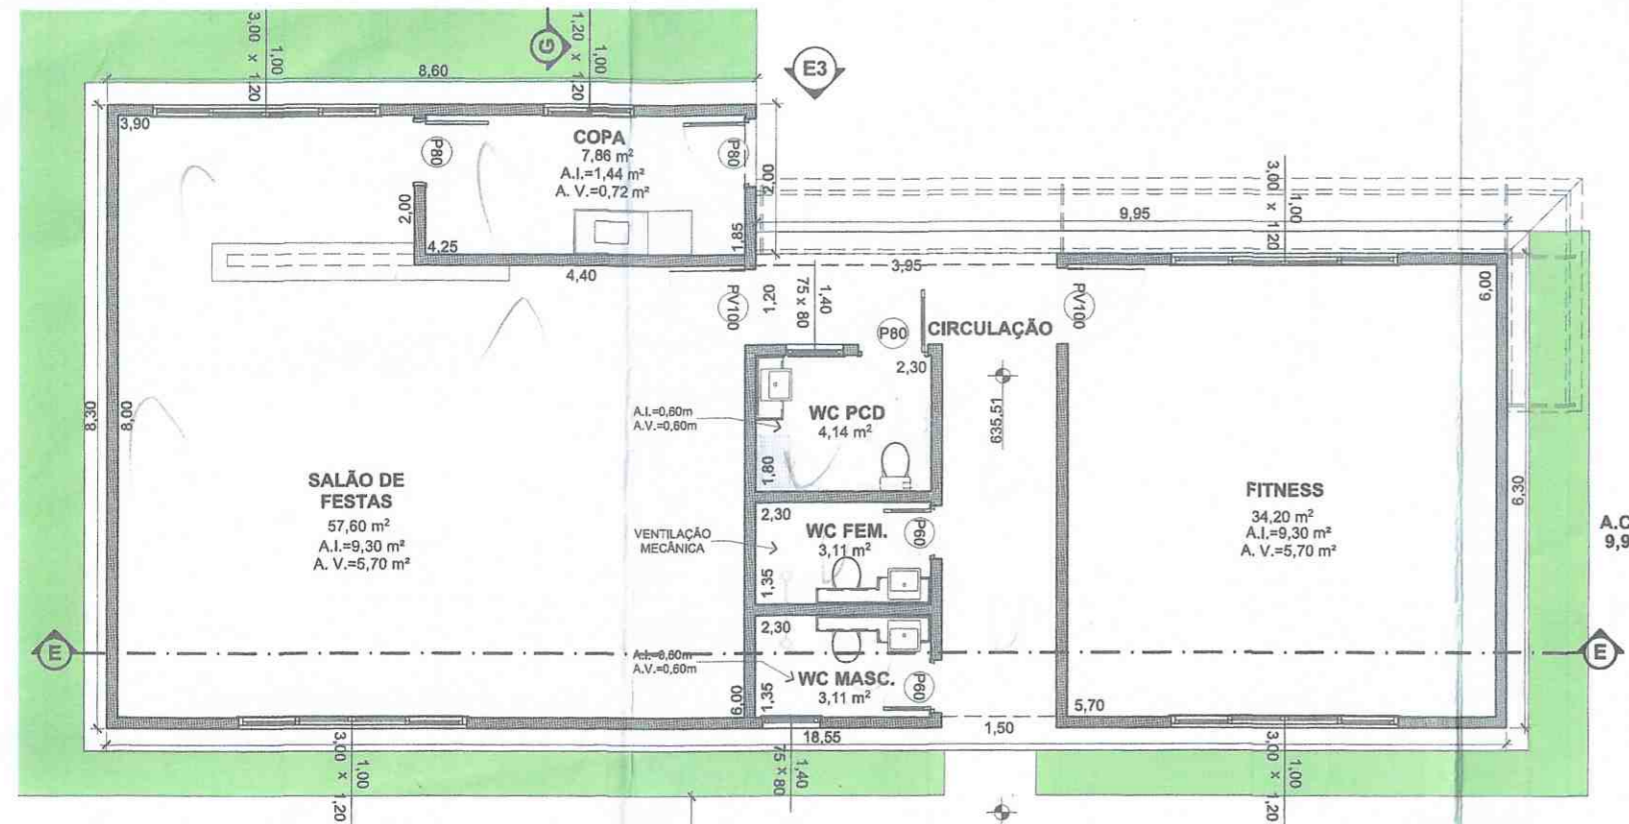 3,00 x 1,20
1,00
G
1,20 x 1,20
1,00
E3
8,60
3,90
P80
COPA
7,86 m²
A.I.=1,44 m²
A. V.=0,72 m²
P80
2,00
2,00
4,25
1,85
4,40
9,95
3,00 x 1,20
1,00
3,95
6,00
PV100
1,20
75 x 80
1,40
P80
CIRCULAÇÃO
PV100
2,30
8,30
8,00
A.I.=0,60m
A.V.=0,60m
WC PCD
4,14 m²
1,80
635.51
SALÃO DE
FESTAS
57,60 m²
A.I.=9,30 m²
A. V.=5,70 m²
VENTILAÇÃO
MECÂNICA
2,30
WC FEM.
3,11 m²
P60
1,35
FITNESS
34,20 m²
A.I.=9,30 m²
A. V.=5,70 m²
6,30
A.C
9,9
E
2,30
A.I.=0,60m
A.V.=0,60m
WC MASC.
3,11 m²
P60
1,35
6,00
E
5,70
18,55
1,50
3,00 x 1,20
1,00
75 x 80
1,40
3,00 x 1,20
1,00